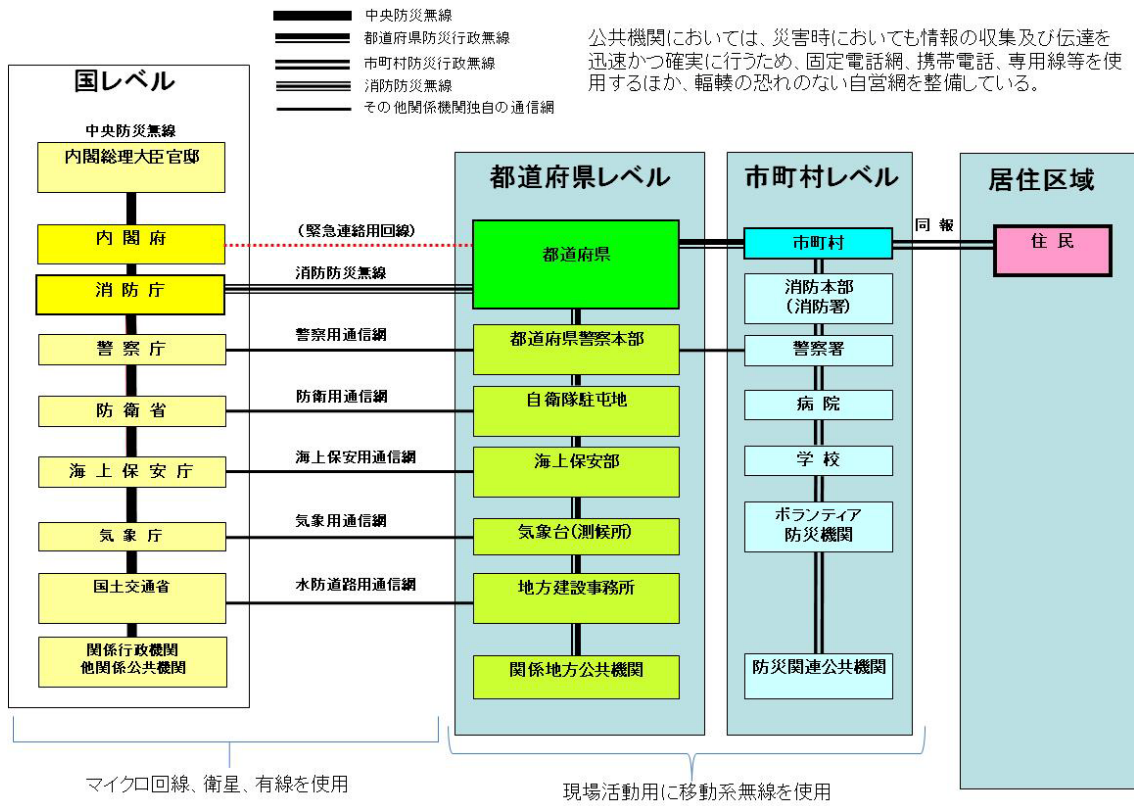 中央防災無線
都道府県防災行政無線
市町村防災行政無線
消防防災無線
その他関係機関独自の通信網
公共機関においては、災害時においても情報の収集及び伝達を
迅速かつ確実に行うため、固定電話網、携帯電話、専用線等を使
用するほか、輻輳の恐れのない自営網を整備している。
国レベル
中央防災無線
内閣総理大臣官邸
内閣府
消防庁
警察庁
防衛省
海上保安庁
気象庁
国土交通省
関係行政機関
他関係公共機関
(緊急連絡用回線)
消防防災無線
警察用通信網
防衛用通信網
海上保安用通信網
気象用通信網
水防道路用通信網
都道府県レベル
都道府県
都道府県警察本部
自衛隊駐屯地
海上保安部
気象台(測候所)
地方建設事務所
関係地方公共機関
市町村レベル
市町村
消防本部
(消防署)
警察署
病院
学校
ボランティア
防災機関
防災関連公共機関
同報
居住区域
住民
マイクロ回線、衛星、有線を使用
現場活動用に移動系無線を使用